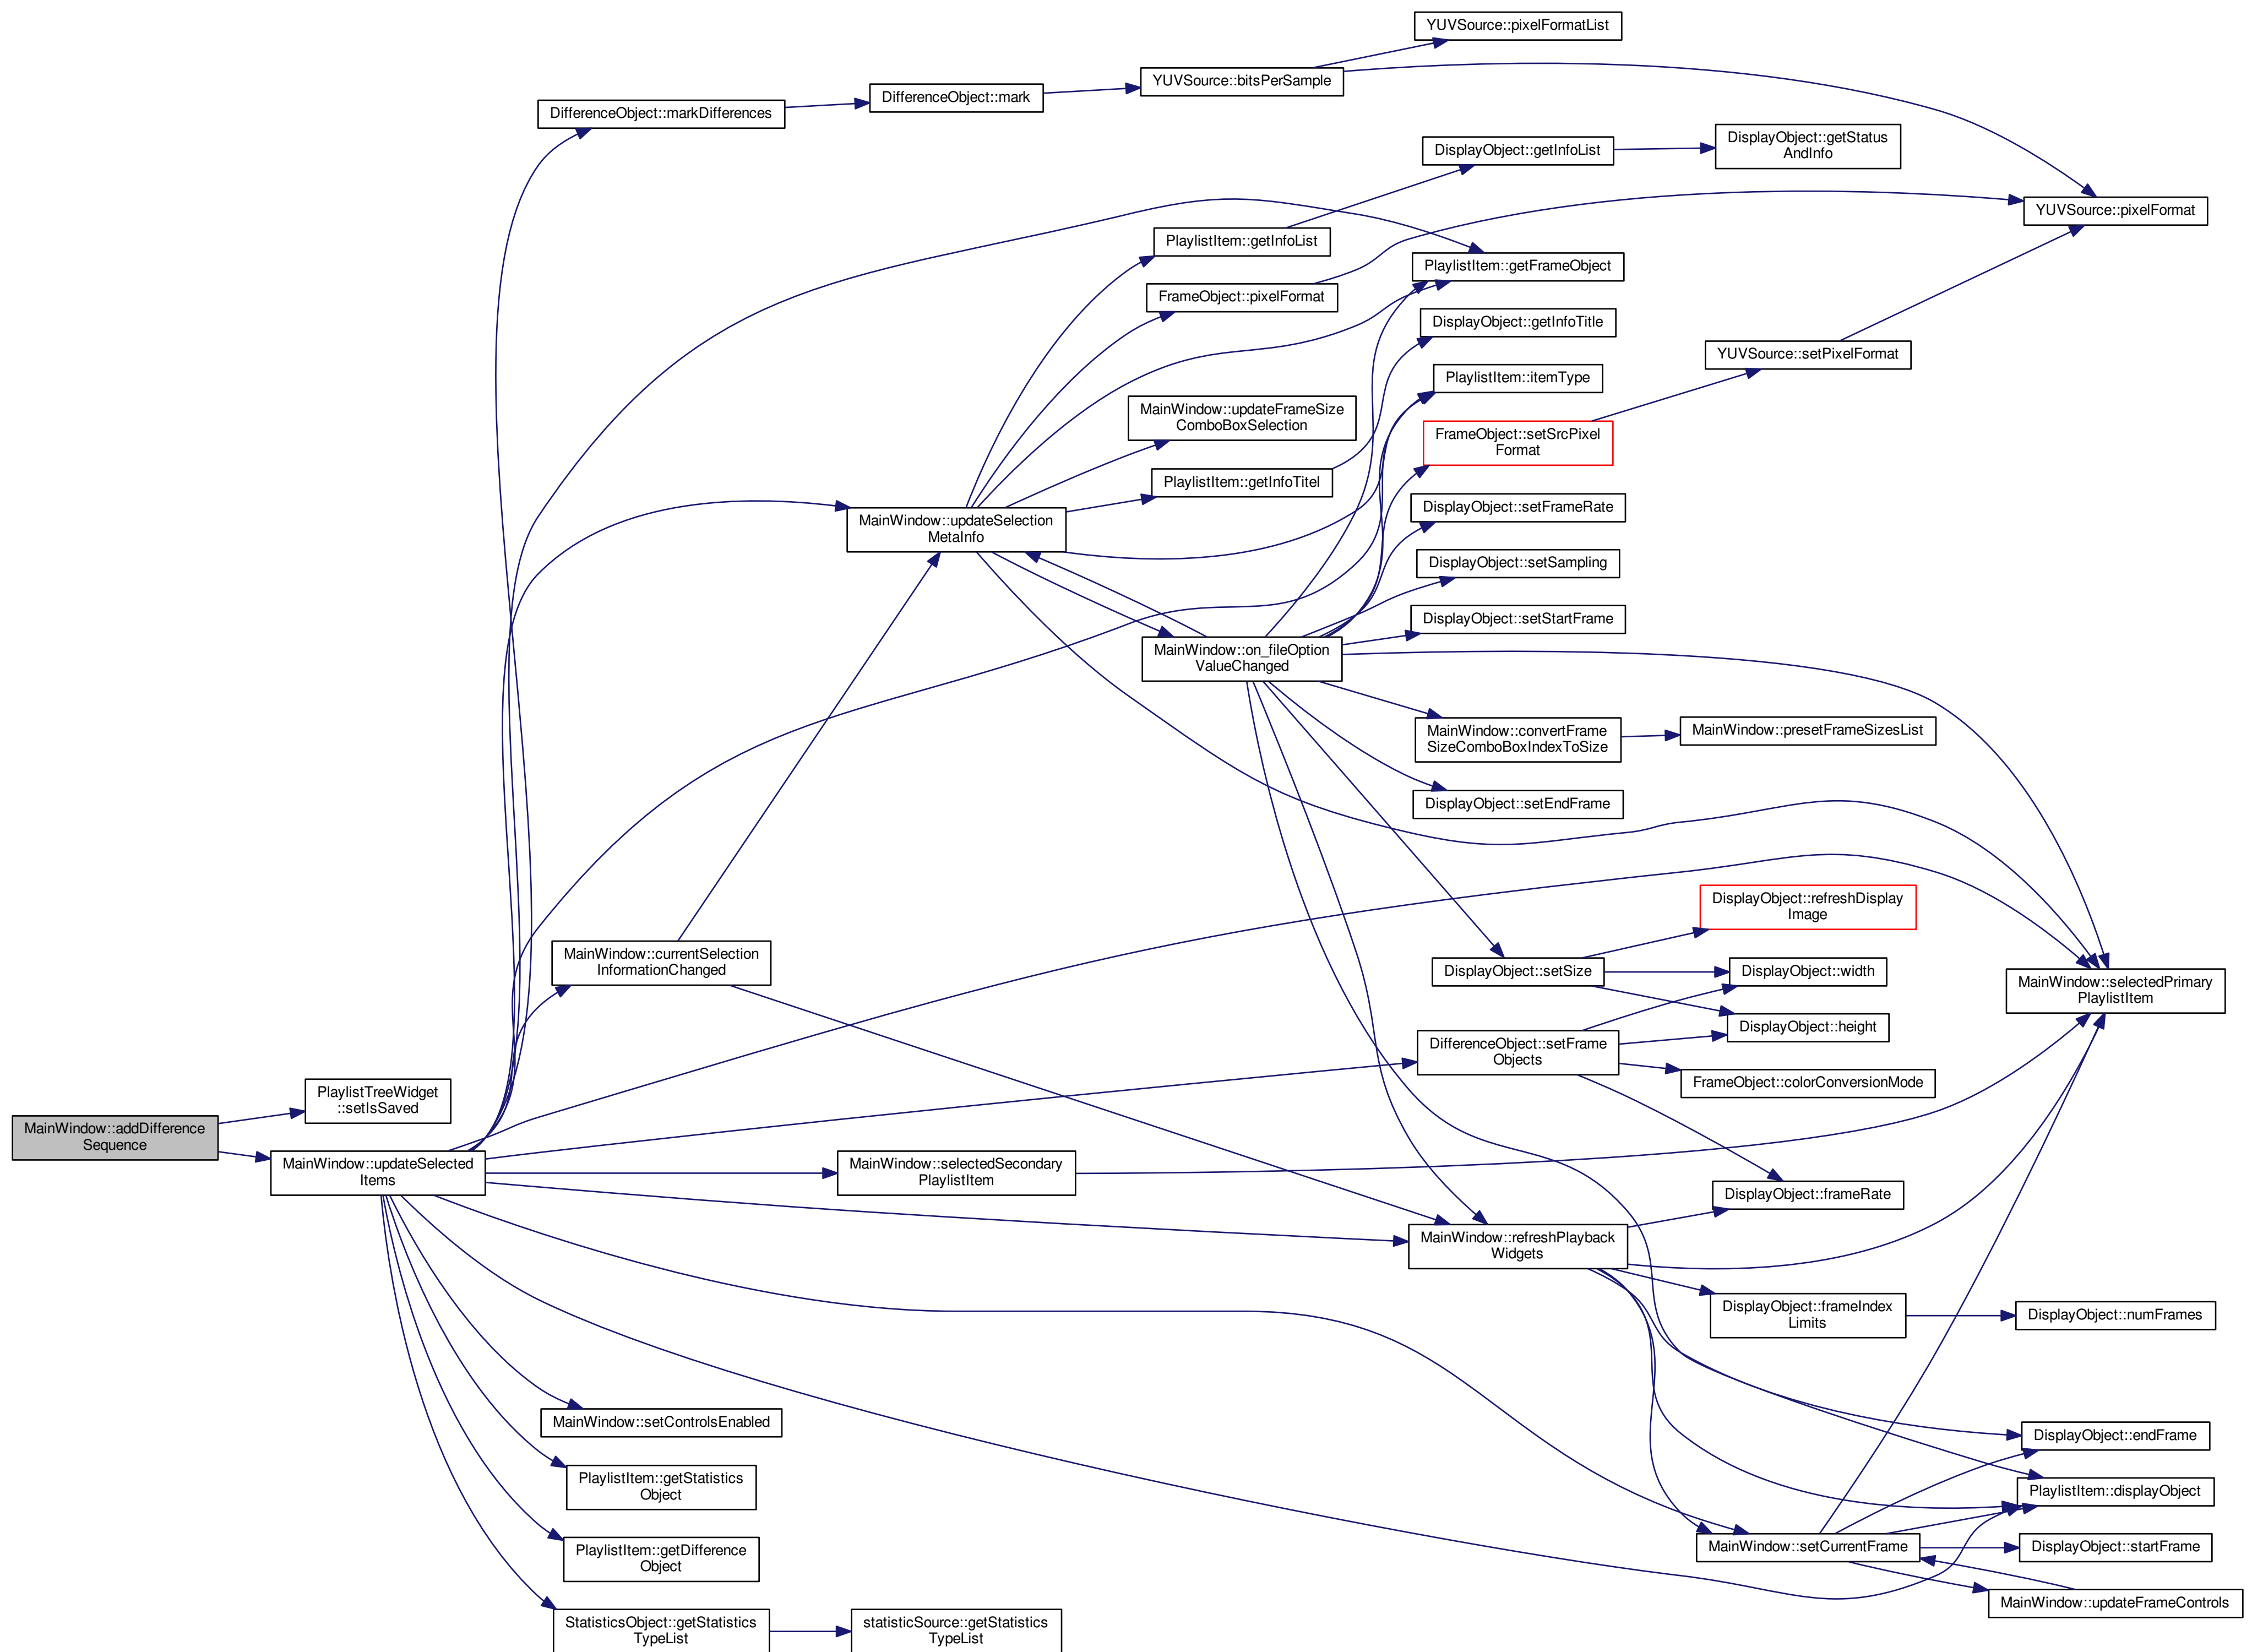 YUVSource::pixelFormatList
YUVSource::bitsPerSample
DifferenceObject::mark
DifferenceObject::markDifferences
DisplayObject::getStatus
AndInfo
DisplayObject::getInfoList
YUVSource::pixelFormat
PlaylistItem::getInfoList
PlaylistItem::getFrameObject
FrameObject::pixelFormat
DisplayObject::getInfoTitle
YUVSource::setPixelFormat
PlaylistItem::itemType
MainWindow::updateFrameSize
ComboBoxSelection
FrameObject::setSrcPixel
Format
PlaylistItem::getInfoTitel
DisplayObject::setFrameRate
MainWindow::updateSelection
MetaInfo
DisplayObject::setSampling
DisplayObject::setStartFrame
MainWindow::on_fileOption
ValueChanged
MainWindow::convertFrame
SizeComboBoxIndexToSize
MainWindow::presetFrameSizesList
DisplayObject::setEndFrame
DisplayObject::refreshDisplay
Image
MainWindow::currentSelection
InformationChanged
DisplayObject::setSize
DisplayObject::width
MainWindow::selectedPrimary
PlaylistItem
DisplayObject::height
DifferenceObject::setFrame
Objects
FrameObject::colorConversionMode
PlaylistTreeWidget
::setIsSaved
MainWindow::addDifference
Sequence
MainWindow::updateSelected
Items
MainWindow::selectedSecondary
PlaylistItem
DisplayObject::frameRate
MainWindow::refreshPlayback
Widgets
DisplayObject::frameIndex
Limits
DisplayObject::numFrames
MainWindow::setControlsEnabled
DisplayObject::endFrame
PlaylistItem::getStatistics
Object
PlaylistItem::displayObject
MainWindow::setCurrentFrame
DisplayObject::startFrame
PlaylistItem::getDifference
Object
MainWindow::updateFrameControls
StatisticsObject::getStatistics
TypeList
statisticSource::getStatistics
TypeList